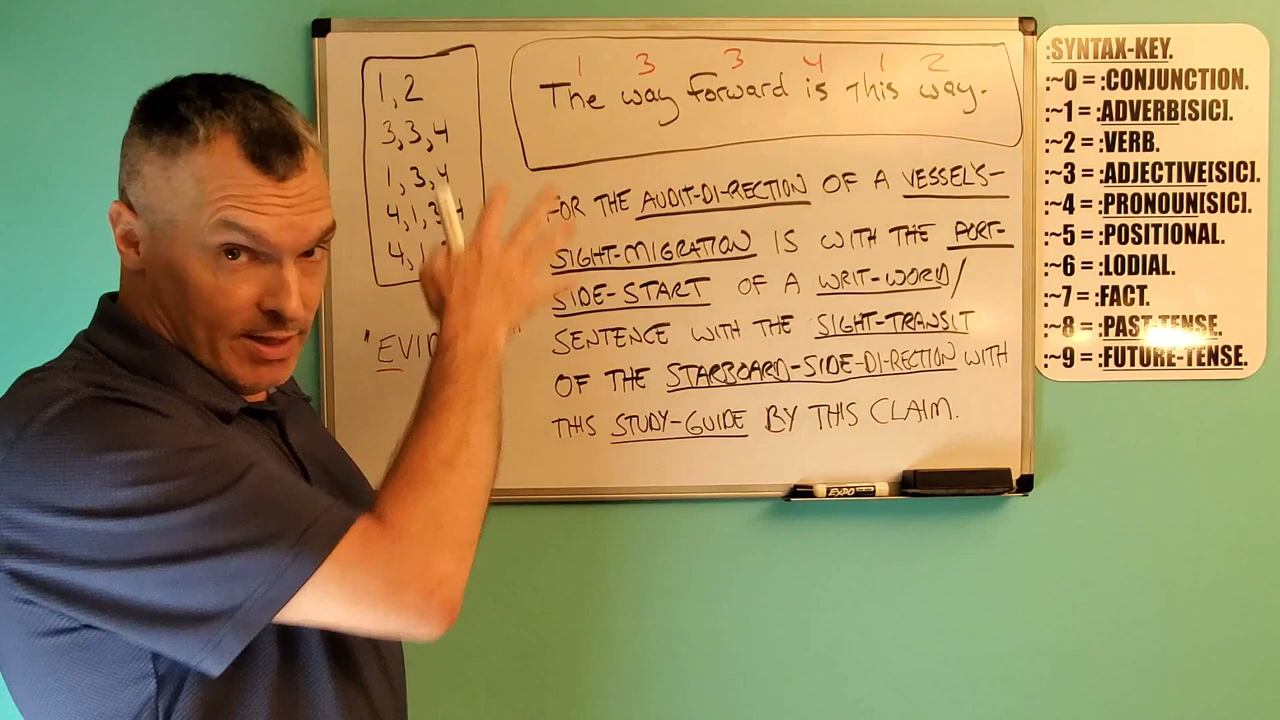 1, 2
3, 3, 4
1, 3, 4
4, 1, 3, 4
4, 1
"EVID
1 3 3 4 1 2
The way forward is this way.
FOR THE AUDIT-DI-RECTION OF A VESSEL'S-
SIGHT-MIGRATION IS WITH THE PORT-
SIDE-START OF A WRIT-WORD/
SENTENCE WITH THE SIGHT-TRANSIT
OF THE STARBOARD-SIDE-DI-RECTION WITH
THIS STUDY-GUIDE BY THIS CLAIM.
EXPO
:SYNTAX-KEY.
:~0 = :CONJUNCTION.
:~1 = :ADVERB[SIC].
:~2 = :VERB.
:~3 = :ADJECTIVE[SIC].
:~4 = :PRONOUN[SIC].
:~5 = :POSITIONAL.
:~6 = :LODIAL.
:~7 = :FACT.
:~8 = :PAST-TENSE.
:~9 = :FUTURE-TENSE.